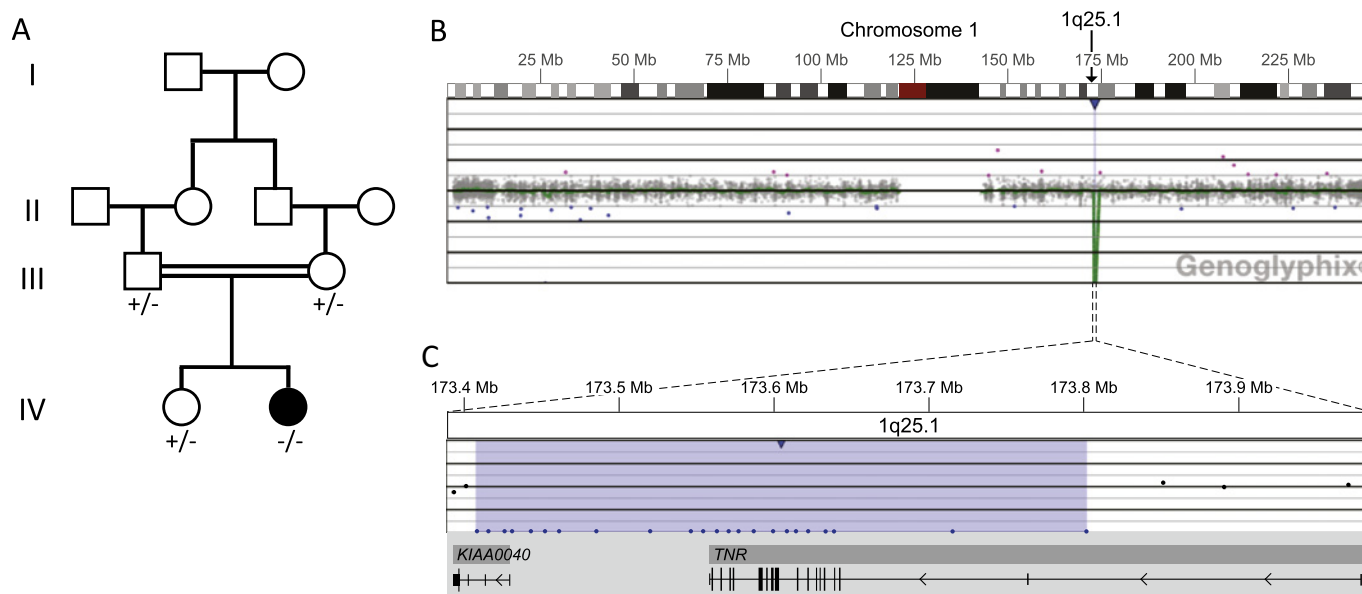 A
I
II
III
+/-
+/-
IV
+/-
-/-
B
Chromosome 1
1q25.1
25 Mb 50 Mb 75 Mb 100 Mb 125 Mb 150 Mb 175 Mb 200 Mb 225 Mb
Genoglyphix
C
173.4 Mb 173.5 Mb 173.6 Mb 173.7 Mb 173.8 Mb 173.9 Mb
1q25.1
KIAA0040 TNR